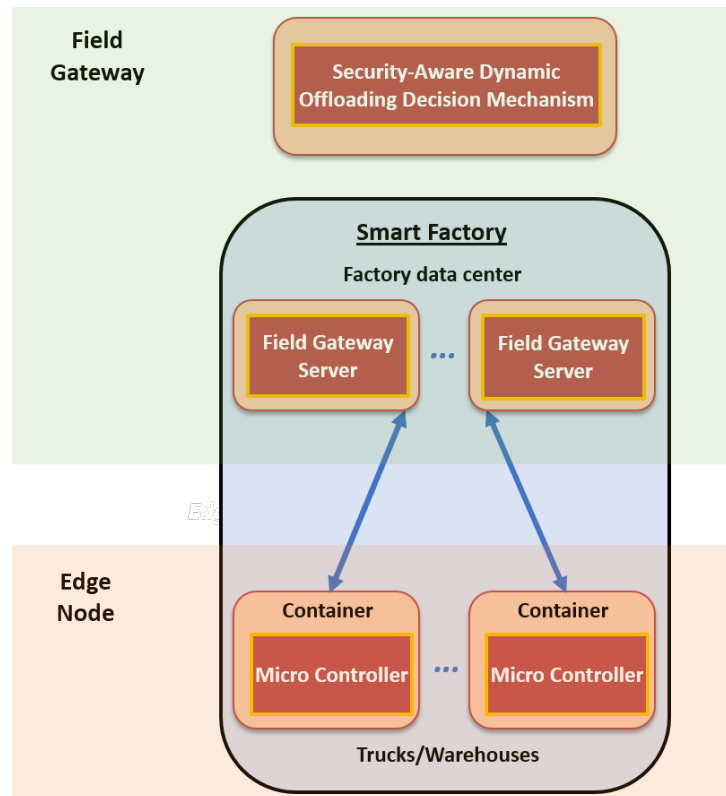 Field
Gateway
Security-Aware Dynamic
Offloading Decision Mechanism
Smart Factory
Factory data center
Field Gateway
Server
...
Field Gateway
Server
Edge
Node
Container
Micro Controller
...
Container
Micro Controller
Trucks/Warehouses